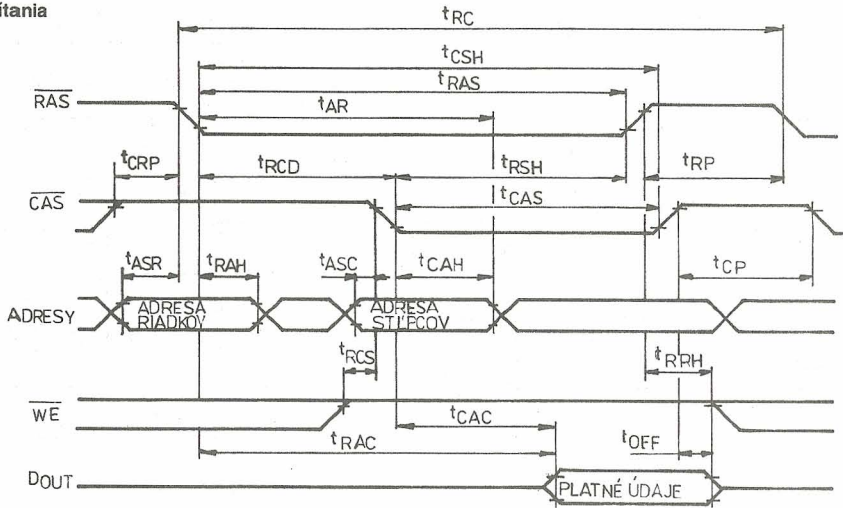 ítania
tRC
tCSH
tRAS
tAR
RAS
tCRP
tRCD
tRSH
tRP
CAS
tCAS
tASR
tRAH
tASC
tCAH
tCP
ADRESY
ADRESA
RIADKOV
ADRESA
STĹPCOV
tRCS
tRRH
WE
tCAC
tRAC
tOFF
DOUT
PLATNÉ ÚDAJE